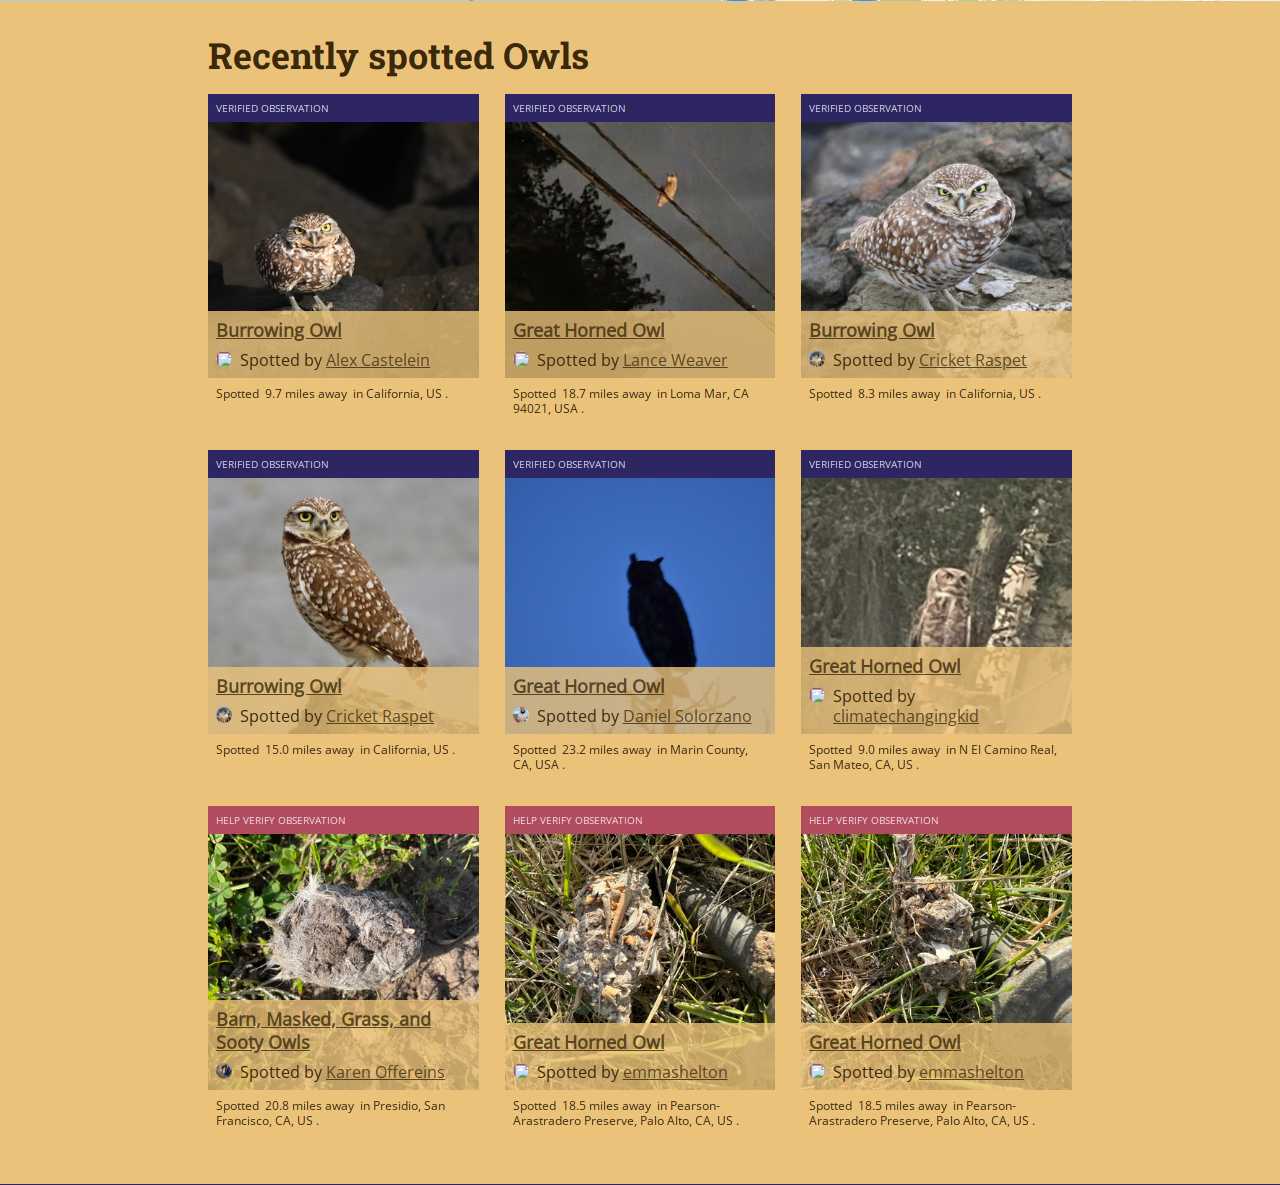 Recently spotted Owls
VERIFIED OBSERVATION
Burrowing Owl
Spotted by Alex Castelein
Spotted 9.7 miles away in California, US .
VERIFIED OBSERVATION
Great Horned Owl
Spotted by Lance Weaver
Spotted 18.7 miles away in Loma Mar, CA
94021, USA .
VERIFIED OBSERVATION
Burrowing Owl
Spotted by Cricket Raspet
Spotted 8.3 miles away in California, US .
VERIFIED OBSERVATION
Burrowing Owl
Spotted by Cricket Raspet
Spotted 15.0 miles away in California, US .
VERIFIED OBSERVATION
Great Horned Owl
Spotted by Daniel Solorzano
Spotted 23.2 miles away in Marin County,
CA, USA .
VERIFIED OBSERVATION
Great Horned Owl
Spotted by
climatechangingkid
Spotted 9.0 miles away in N El Camino Real,
San Mateo, CA, US .
HELP VERIFY OBSERVATION
Barn, Masked, Grass, and
Sooty Owls
Spotted by Karen Offereins
Spotted 20.8 miles away in Presidio, San
Francisco, CA, US .
HELP VERIFY OBSERVATION
Great Horned Owl
Spotted by emmashelton
Spotted 18.5 miles away in Pearson-
Arastradero Preserve, Palo Alto, CA, US .
HELP VERIFY OBSERVATION
Great Horned Owl
Spotted by emmashelton
Spotted 18.5 miles away in Pearson-
Arastradero Preserve, Palo Alto, CA, US .